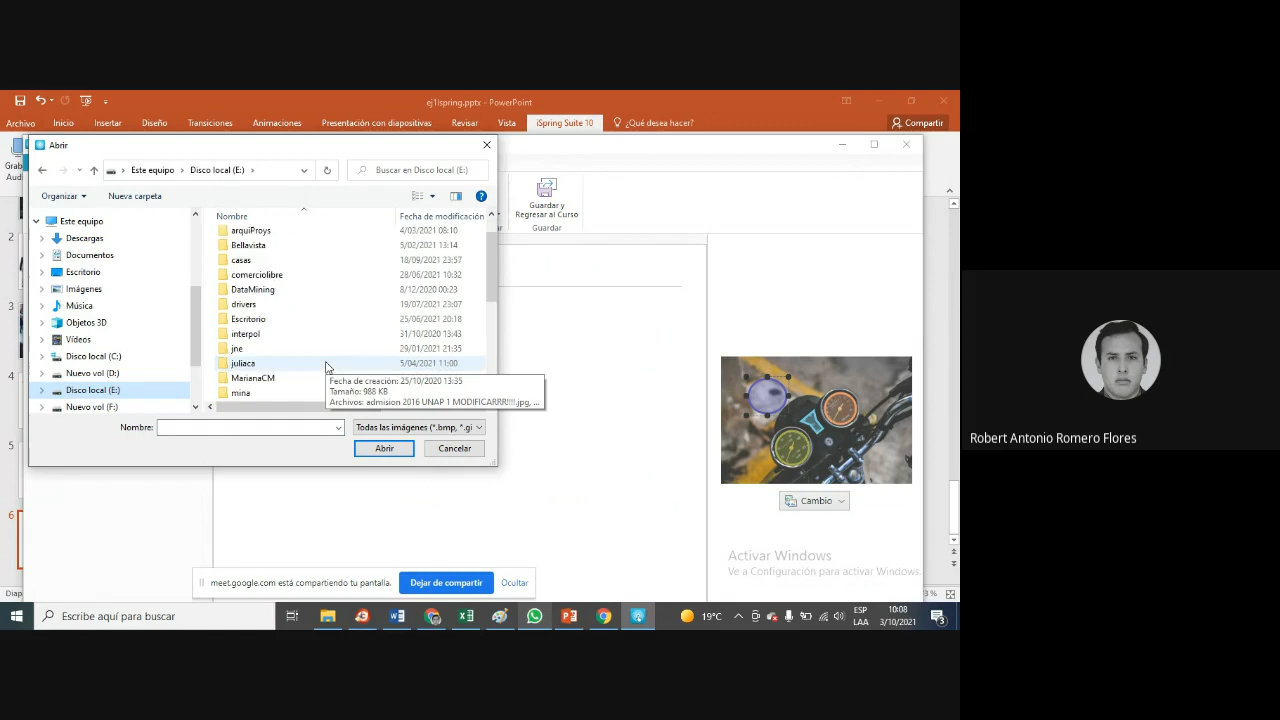 ej1Ispring.pptx - PowerPoint
Archivo Inicio Insertar Diseño Transiciones Animaciones Presentación con diapositivas Revisar Vista iSpring Suite 10 ¿Qué desea hacer? Compartir
Abrir
Este equipo > Disco local (E:) >
Buscar en Disco local (E:)
Organizar Nueva carpeta
Guardar y
Regresar al Curso
Guardar
Este equipo
Descargas
Documentos
Escritorio
Imágenes
Música
Objetos 3D
Vídeos
Disco local (C:)
Nuevo vol (D:)
Disco local (E:)
Nuevo vol (F:)
Nombre Fecha de modificación
arquiProys 4/03/2021 08:10
Bellavista 5/02/2021 13:14
casas 18/09/2021 23:57
comerciolibre 28/06/2021 10:32
DataMining 8/12/2020 00:23
drivers 19/07/2021 23:07
Escritorio 25/06/2021 20:18
interpol 31/10/2020 13:43
jne 29/01/2021 21:35
juliaca 5/04/2021 11:00
MarianaCM
mina
Fecha de creación: 25/10/2020 13:35
Tamaño: 988 KB
Archivos: admision 2016 UNAP 1 MODIFICARRR!!!!.jpg, ...
Nombre: Todas las imágenes (*.bmp, *.gi
Abrir Cancelar
2
3
4
5
6
Cambio
Activar Windows
Ve a Configuración para activar Windows.
meet.google.com está compartiendo tu pantalla. Dejar de compartir Ocultar
Escribe aquí para buscar
19°C
ESP
LAA
10:08
3/10/2021
3
Robert Antonio Romero Flores